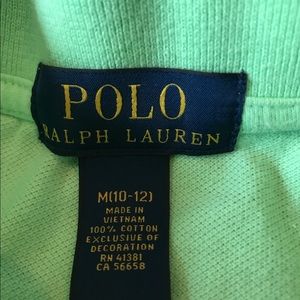 POLO
RALPH LAUREN
M(10-12)
MADE IN
VIETNAM
100% COTTON
EXCLUSIVE OF
DECORATION
RN 41381
CA 56658